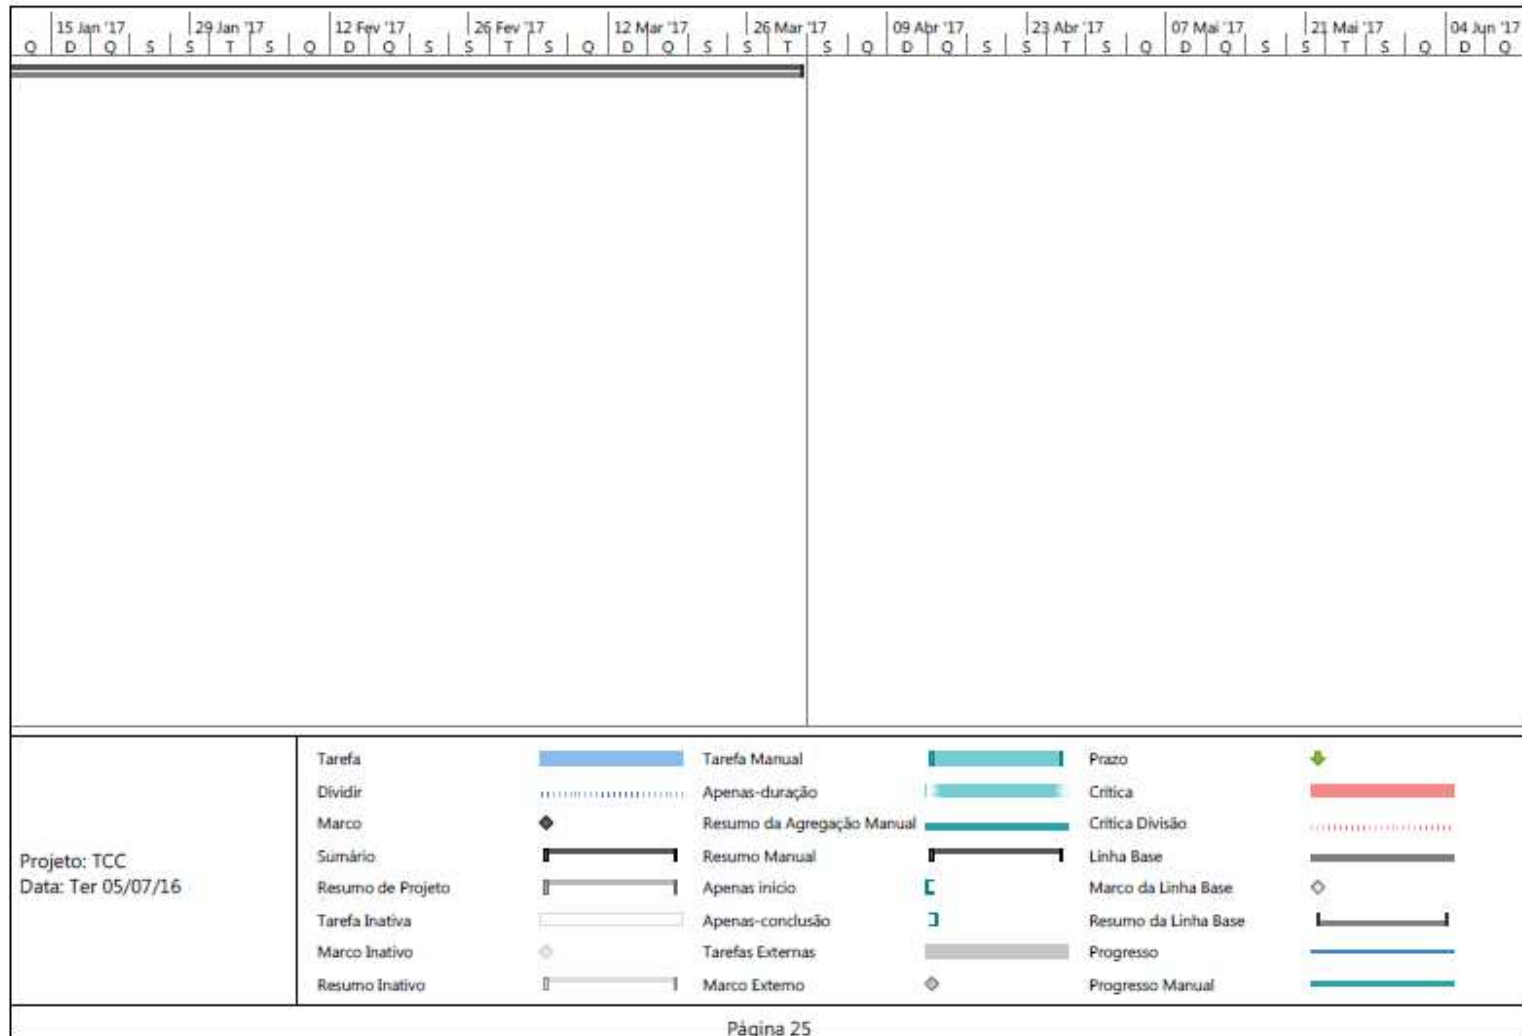 15 Jan '17 29 Jan '17 12 Fev '17 26 Fev '17 12 Mar '17 26 Mar '17 09 Abr '17 23 Abr '17 07 Mai '17 21 Mai '17 04 Jun '17
Q D Q S S T S Q D Q S S T S Q D Q S S T S Q D Q S S T S Q D Q S S T S Q D Q
Tarefa Tarefa Manual Prazo
Dividir Apenas-duração Crítica
Marco Resumo da Agregação Manual Crítica Divisão
Sumário Resumo Manual Linha Base
Projeto: TCC
Data: Ter 05/07/16
Resumo de Projeto Apenas início Marco da Linha Base
Tarefa Inativa Apenas-conclusão Resumo da Linha Base
Marco Inativo Tarefas Externas Progresso
Resumo Inativo Marco Externo Progresso Manual
Página 25